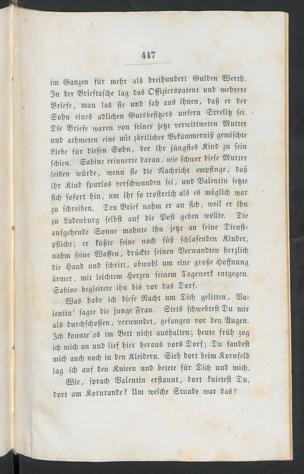 447
im Ganzen für mehr als dreihundert Gulden Werth.
In der Brieftasche lag das Offizierspatent und mehrere
Briefe, man las sie und sah aus ihnen, daß er der
Sohn eines adlichen Gutsbesitzers unfern Strelitz sei.
Die Briefe waren von seiner jetzt verwittweten Mutter
und athmeten eine mit zärtlicher Bekümmerniß gemischte
Liebe für diesen Sohn, der ihr jüngstes Kind zu sein
schien. Sabine erinnerte daran, wie schwer diese Mutter
leiden würde, wenn sie die Nachricht empfinge, daß
ihr Kind spurlos verschwunden sei, und Valentin setzte
sich sofort hin, um ihr so trostreich als es möglich war
zu schreiben. Den Brief nahm er an sich, weil er ihn
zu Ladenburg selbst auf die Post geben wollte. Die
aufgehende Sonne mahnte ihn jetzt an seine Dienst-
pflicht; er küßte seine noch süß schlafenden Kinder,
nahm seine Waffen, drückte seinen Verwandten herzlich
die Hand und schritt, obwohl um eine große Hoffnung
ärmer, mit leichtem Herzen seinem Tagewerk entgegen.
Sabine begleitete ihn bis vor das Dorf.
Was habe ich diese Nacht um Dich gelitten, Va-
lentin! sagte die junge Frau. Stets schwebtest Du mir
als durchschossen, verwundet, gefangen vor den Augen.
Ich konnte es im Bett nicht aushalten; heute früh zog
ich mich an und lief hier heraus vors Dorf; Du fandest
mich auch noch in den Kleidern. Sieh dort beim Kornfeld
lag ich auf den Knieen und betete für Dich und mich.
Wie, sprach Valentin erstaunt, dort knietest Du,
dort am Kornrande? Um welche Stunde war das?